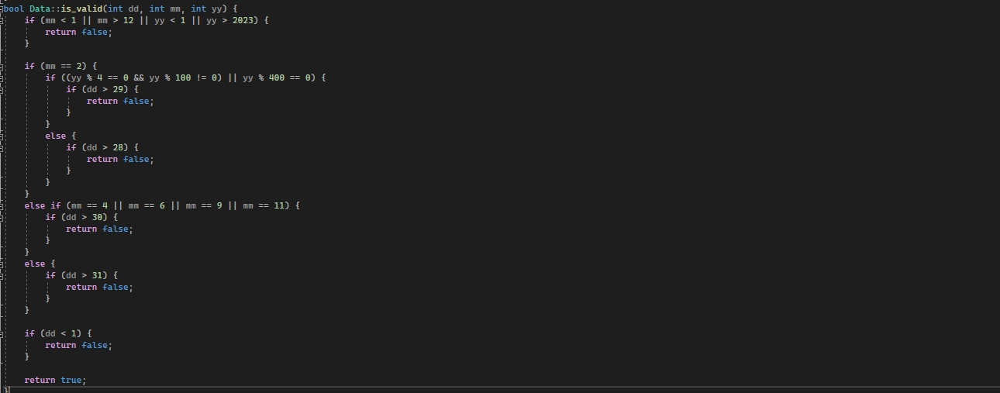 bool Data::is_valid(int dd, int mm, int yy) {
    if (mm < 1 || mm > 12 || yy < 1 || yy > 2023) {
        return false;
    }

    if (mm == 2) {
        if ((yy % 4 == 0 && yy % 100 != 0) || yy % 400 == 0) {
            if (dd > 29) {
                return false;
            }
        }
        else {
            if (dd > 28) {
                return false;
            }
        }
    }
    else if (mm == 4 || mm == 6 || mm == 9 || mm == 11) {
        if (dd > 30) {
            return false;
        }
    }
    else {
        if (dd > 31) {
            return false;
        }
    }

    if (dd < 1) {
        return false;
    }

    return true;
}